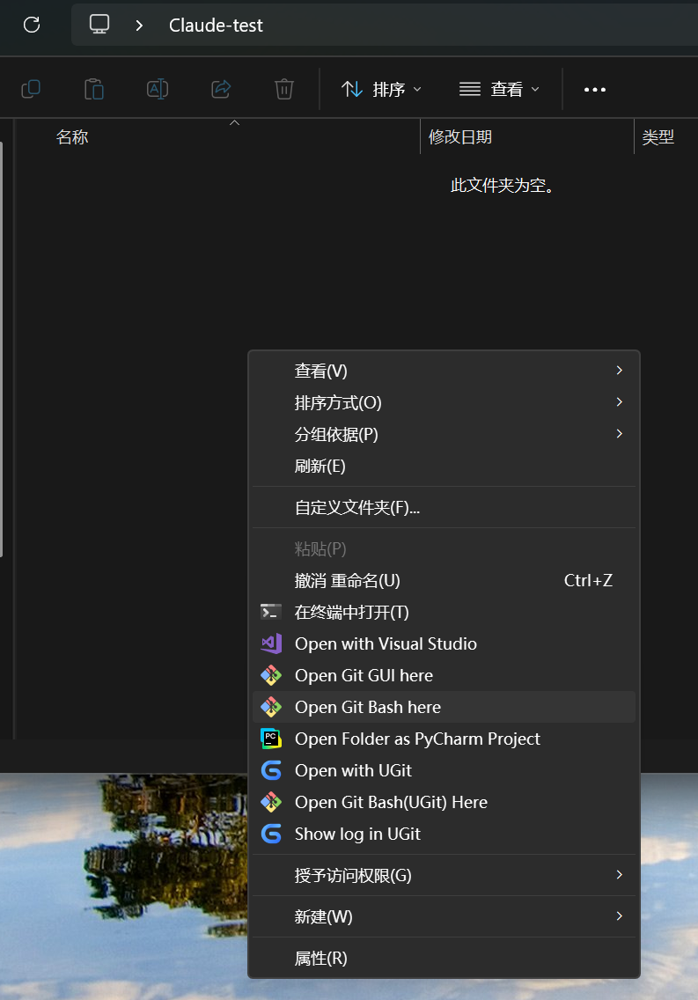 Claude-test
排序
查看
名称
修改日期
类型
此文件夹为空。
查看(V)
排序方式(O)
分组依据(P)
刷新(E)
自定义文件夹(F)...
粘贴(P)
撤消 重命名(U) Ctrl+Z
在终端中打开(T)
Open with Visual Studio
Open Git GUI here
Open Git Bash here
Open Folder as PyCharm Project
Open with UGit
Open Git Bash(UGit) Here
Show log in UGit
授予访问权限(G)
新建(W)
属性(R)